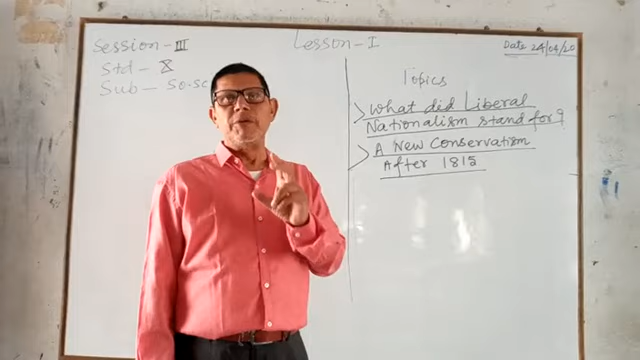 Session - III
Lesson - I
Date 24/04/20
Std - X
Sub - So.Sc
Topics
> What did Liberal
Nationalism stand for?
> A New Conservatism
After 1815